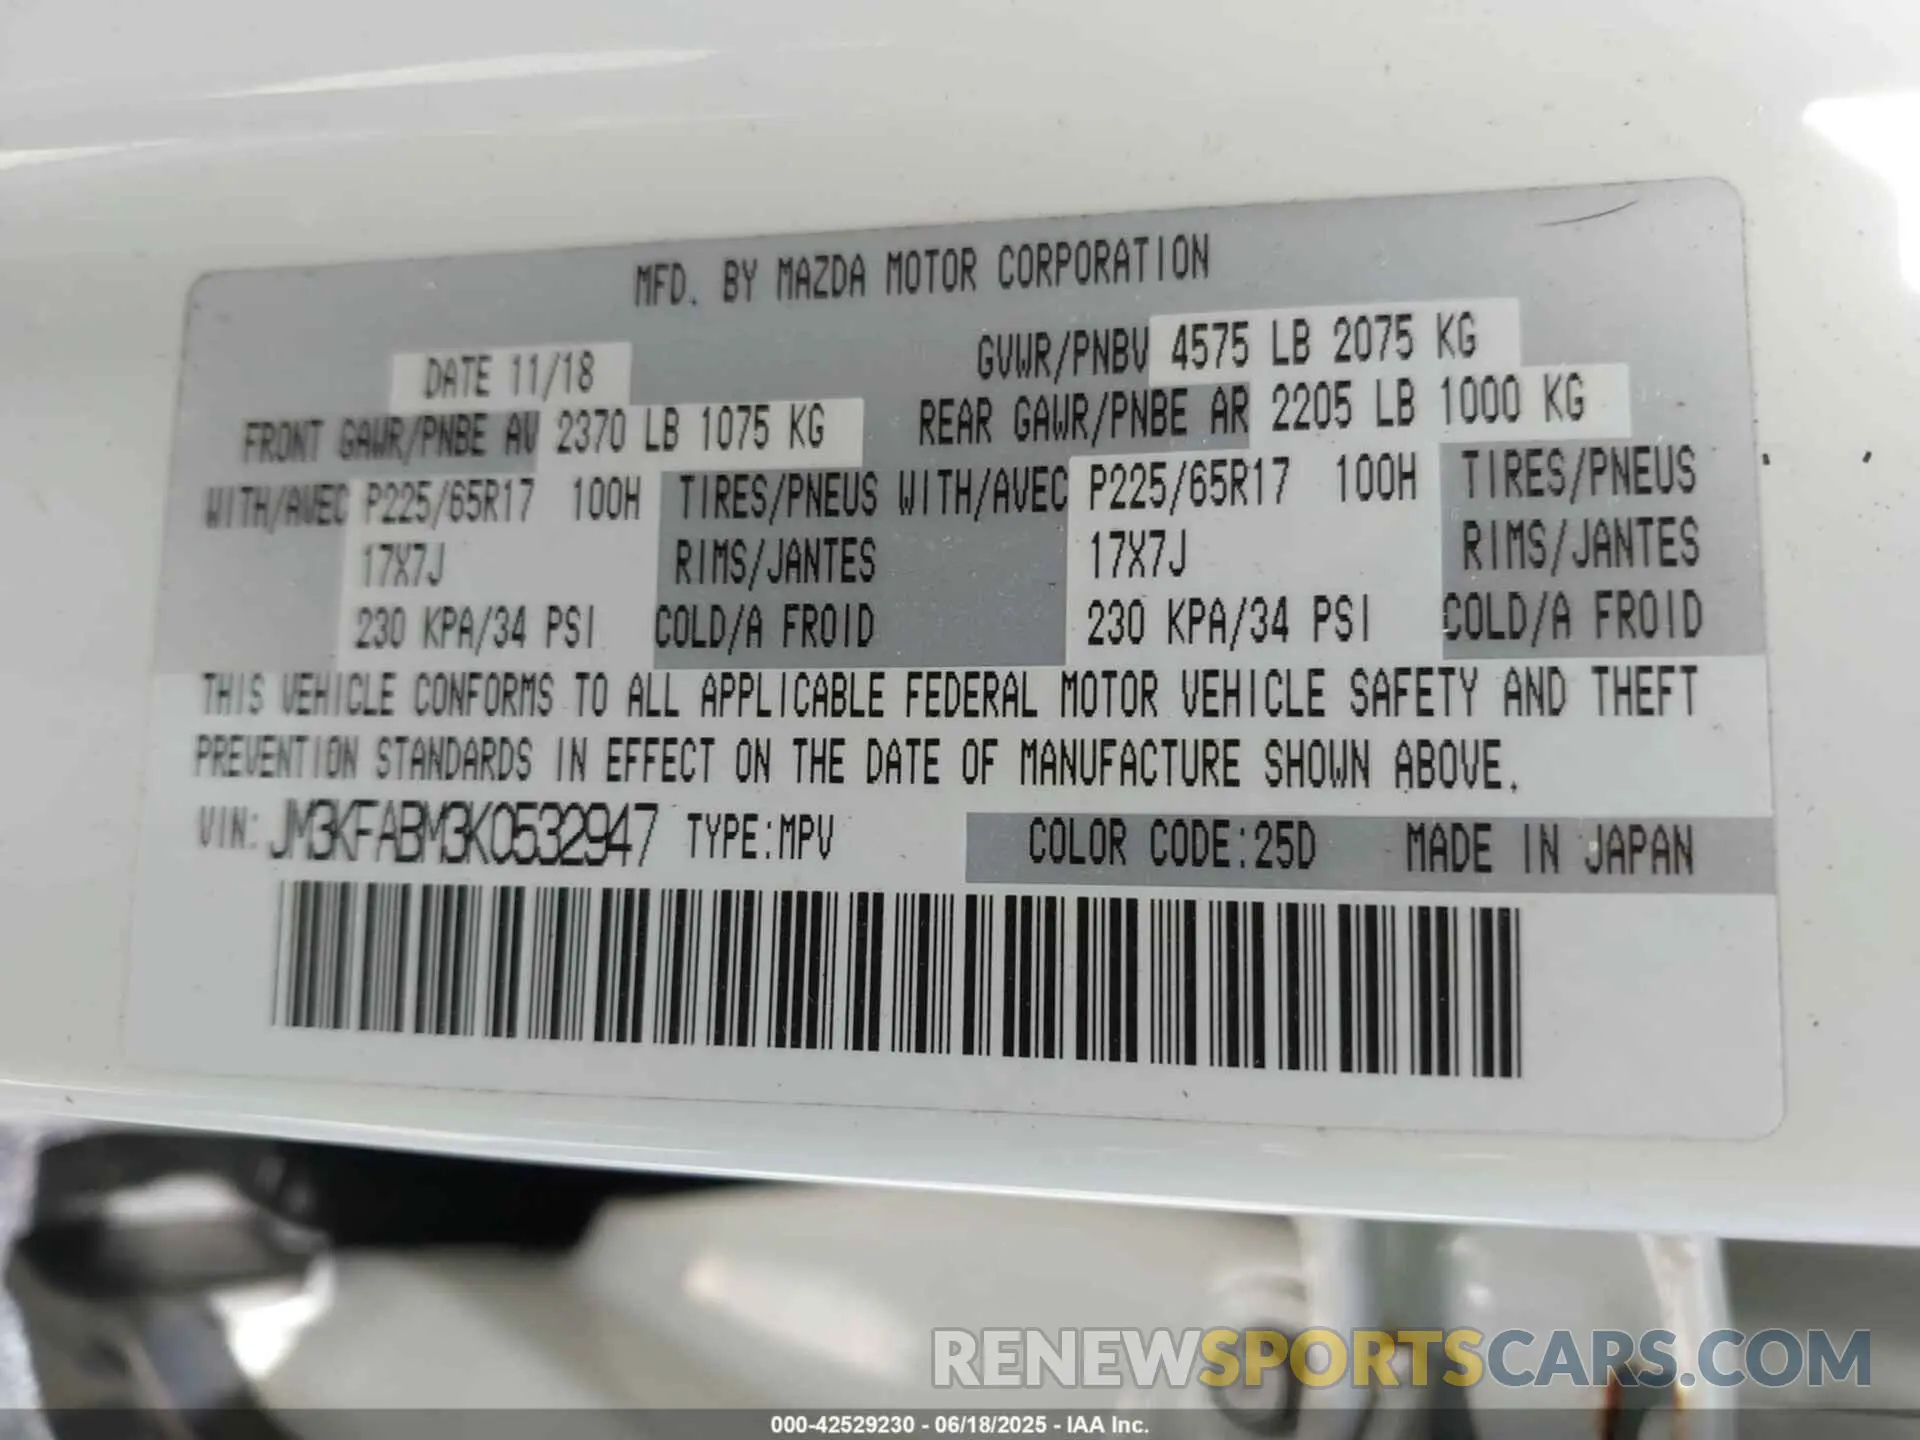 MFD. BY MAZDA MOTOR CORPORATION
DATE 11/18 GVWR/PNBV 4575 LB 2075 KG
FRONT GAWR/PNBE AV 2370 LB 1075 KG REAR GAWR/PNBE AR 2205 LB 1000 KG
WITH/AVEC P225/65R17 100H TIRES/PNEUS WITH/AVEC P225/65R17 100H TIRES/PNEUS
17X7J RIMS/JANTES 17X7J RIMS/JANTES
230 KPA/34 PSI COLD/A FROID 230 KPA/34 PSI COLD/A FROID
THIS VEHICLE CONFORMS TO ALL APPLICABLE FEDERAL MOTOR VEHICLE SAFETY AND THEFT
PREVENTION STANDARDS IN EFFECT ON THE DATE OF MANUFACTURE SHOWN ABOVE.
VIN: JM3KFABM3K0532947 TYPE:MPV COLOR CODE:25D MADE IN JAPAN
RENEWSPORTSCARS.COM
000-42529230 - 06/18/2025 - IAA Inc.